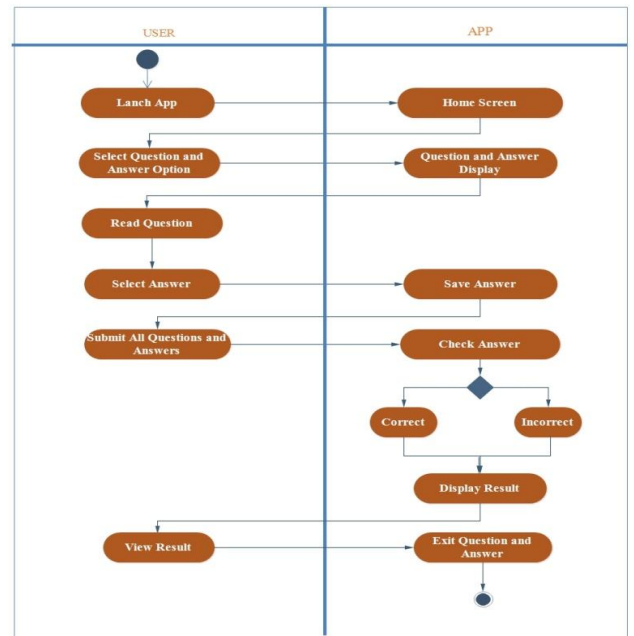 USER
APP
Lanch App
Home Screen
Select Question and
Answer Option
Question and Answer
Display
Read Question
Select Answer
Save Answer
Submit All Questions and
Answers
Check Answer
Correct
Incorrect
Display Result
View Result
Exit Question and
Answer